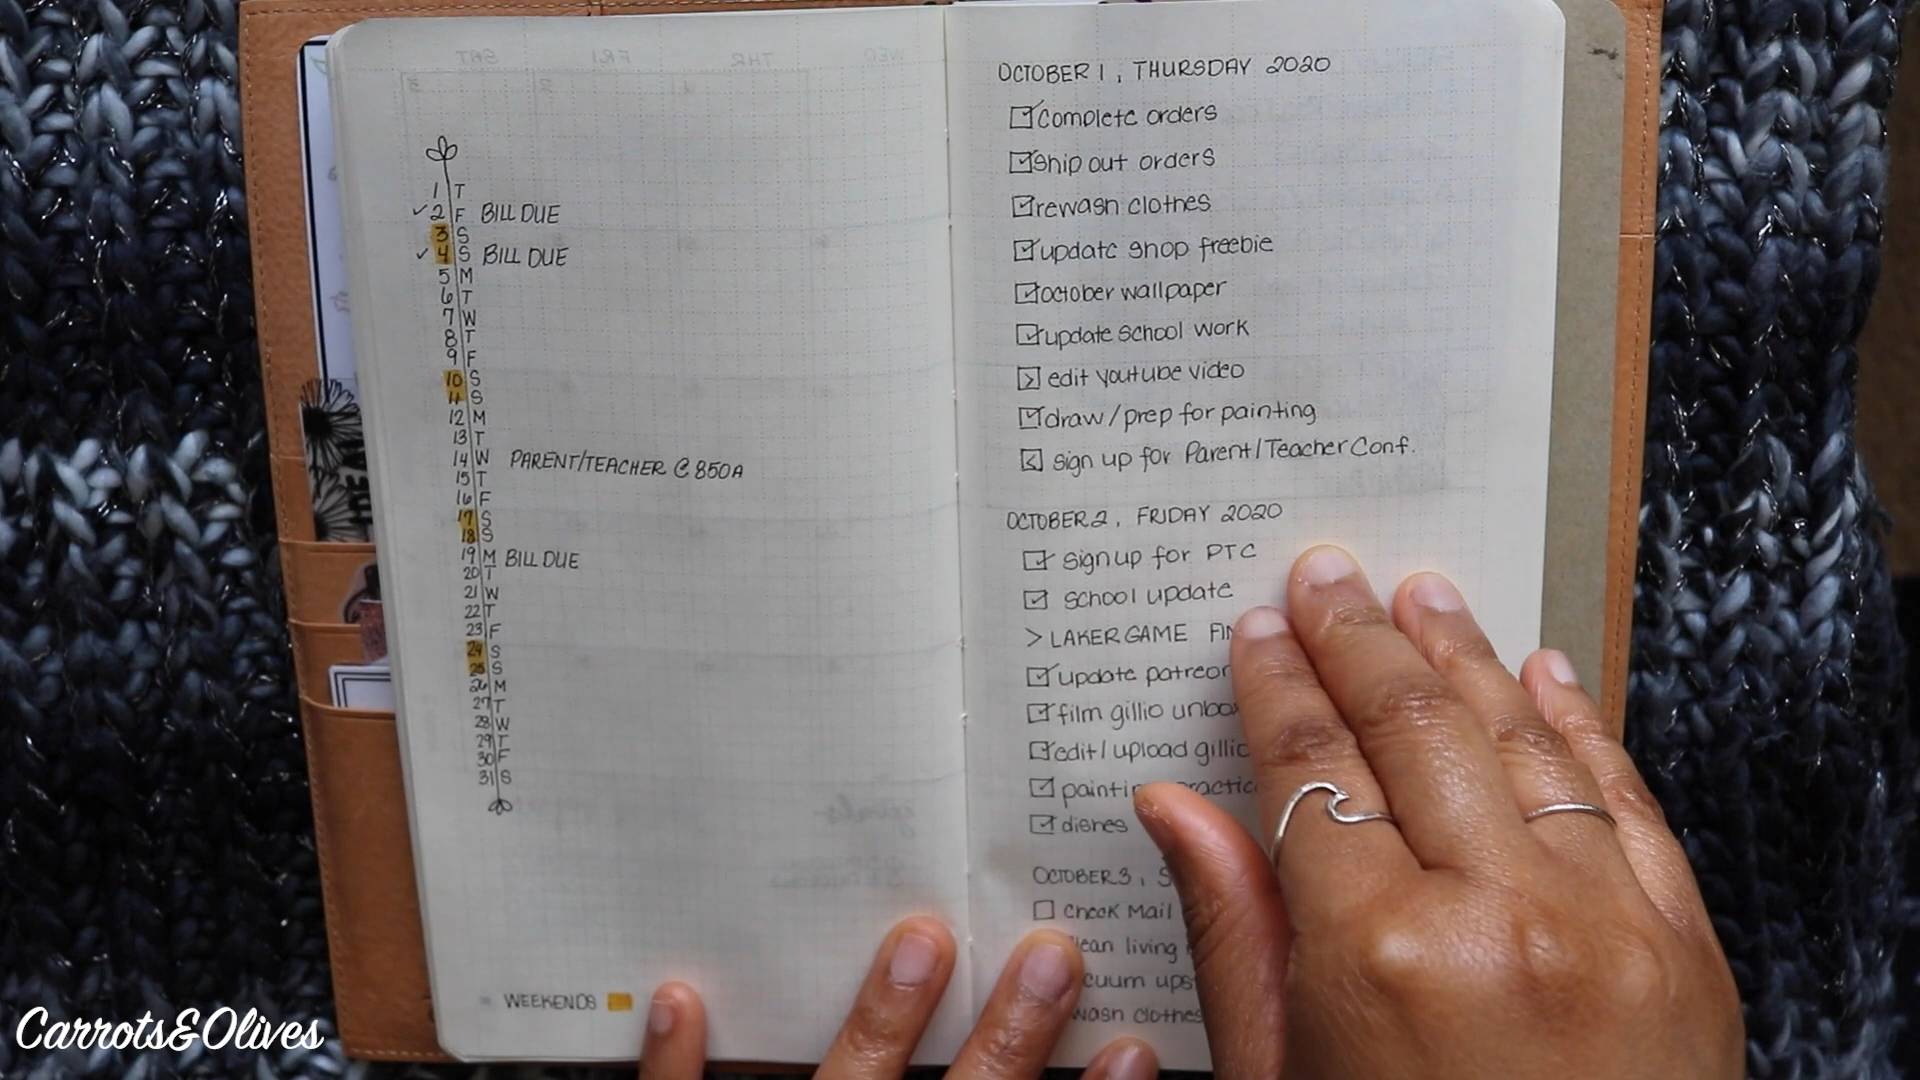 1 T
✓ 2 F BILL DUE
3 S
✓ 4 S BILL DUE
5 M
6 T
7 W
8 T
9 F
10 S
11 S
12 M
13 T
14 W PARENT/TEACHER @ 850A
15 T
16 F
17 S
18 S
19 M BILL DUE
20 T
21 W
22 T
23 F
24 S
25 S
26 M
27 T
28 W
29 T
30 F
31 S
WEEKENDS
OCTOBER 1, THURSDAY 2020
complete orders
ship out orders
rewash clothes
update shop freebie
october wallpaper
update school work
> edit youtube video
draw/prep for painting
< sign up for Parent/Teacher Conf.
OCTOBER 2, FRIDAY 2020
sign up for PTC
school update
> LAKER GAME
update
film gillio
edit/upload
dishes
OCTOBER 3,
check Mail
living
wash clothes
SAT FRI THR WED
Carrots&Olives